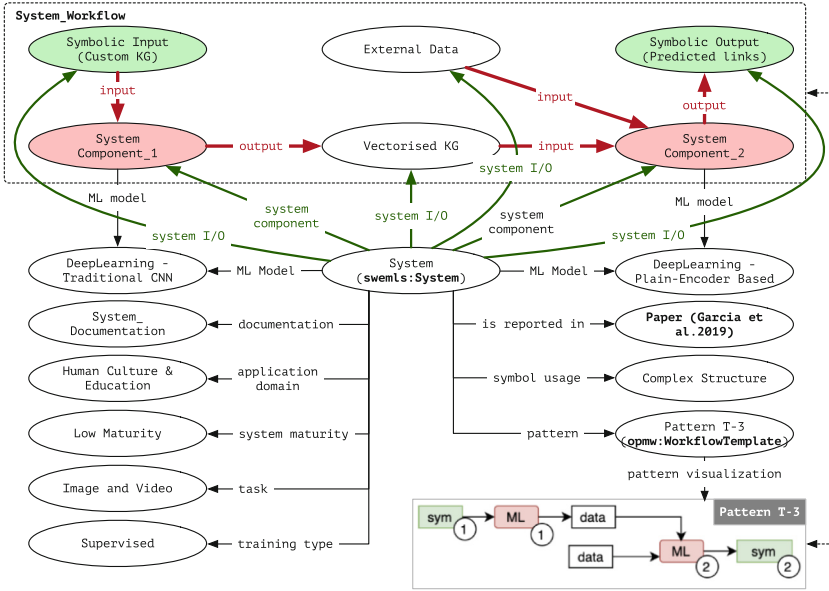 System_Workflow
Symbolic Input
(Custom KG)
External Data
Symbolic Output
(Predicted links)
input
input
output
System
Component_1
output
Vectorised KG
input
System
Component_2
system I/O
ML model
ML model
system
component
system I/O
system
component
system I/O
system I/O
DeepLearning -
Traditional CNN
ML Model
System
(swemls:System)
ML Model
DeepLearning -
Plain-Encoder Based
System_
Documentation
documentation
is reported in
Paper (Garcia et
al.2019)
Human Culture &
Education
application
domain
symbol usage
Complex Structure
Low Maturity
system maturity
pattern
Pattern T-3
(opmw:WorkflowTemplate)
pattern visualization
Image and Video
task
Pattern T-3
sym
1
ML
1
data
Supervised
training type
data
ML
2
sym
2